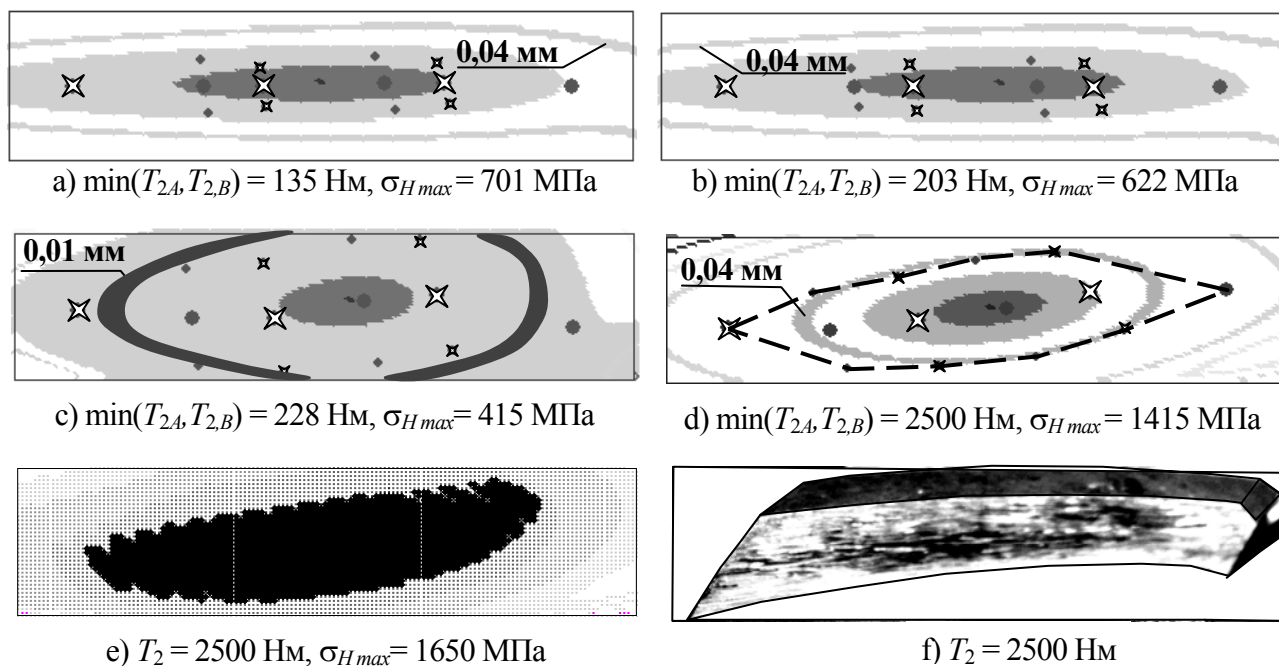 0,04 мм
0,04 мм
a) min(T2A,T2,B) = 135 Нм, σH max = 701 МПа
b) min(T2A,T2,B) = 203 Нм, σH max = 622 МПа
0,01 мм
0,04 мм
c) min(T2A,T2,B) = 228 Нм, σH max = 415 МПа
d) min(T2A,T2,B) = 2500 Нм, σH max = 1415 МПа
e) T2 = 2500 Нм, σH max = 1650 МПа
f) T2 = 2500 Нм